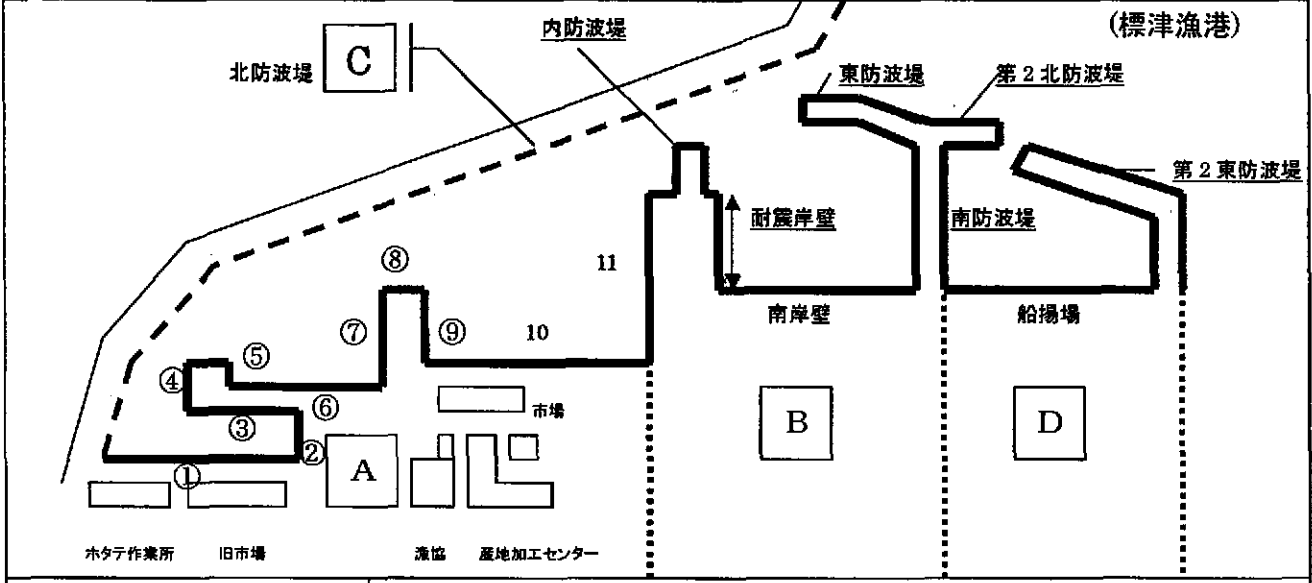 (標津漁港)
内防波堤
北防波堤
C
東防波堤
第2北防波堤
第2東防波堤
耐震岸壁
南防波堤
⑧
11
南岸壁
船揚場
⑦
⑨
10
⑤
④
⑥
市場
③
②
A
B
D
①
ホタテ作業所
旧市場
漁協
産地加工センター